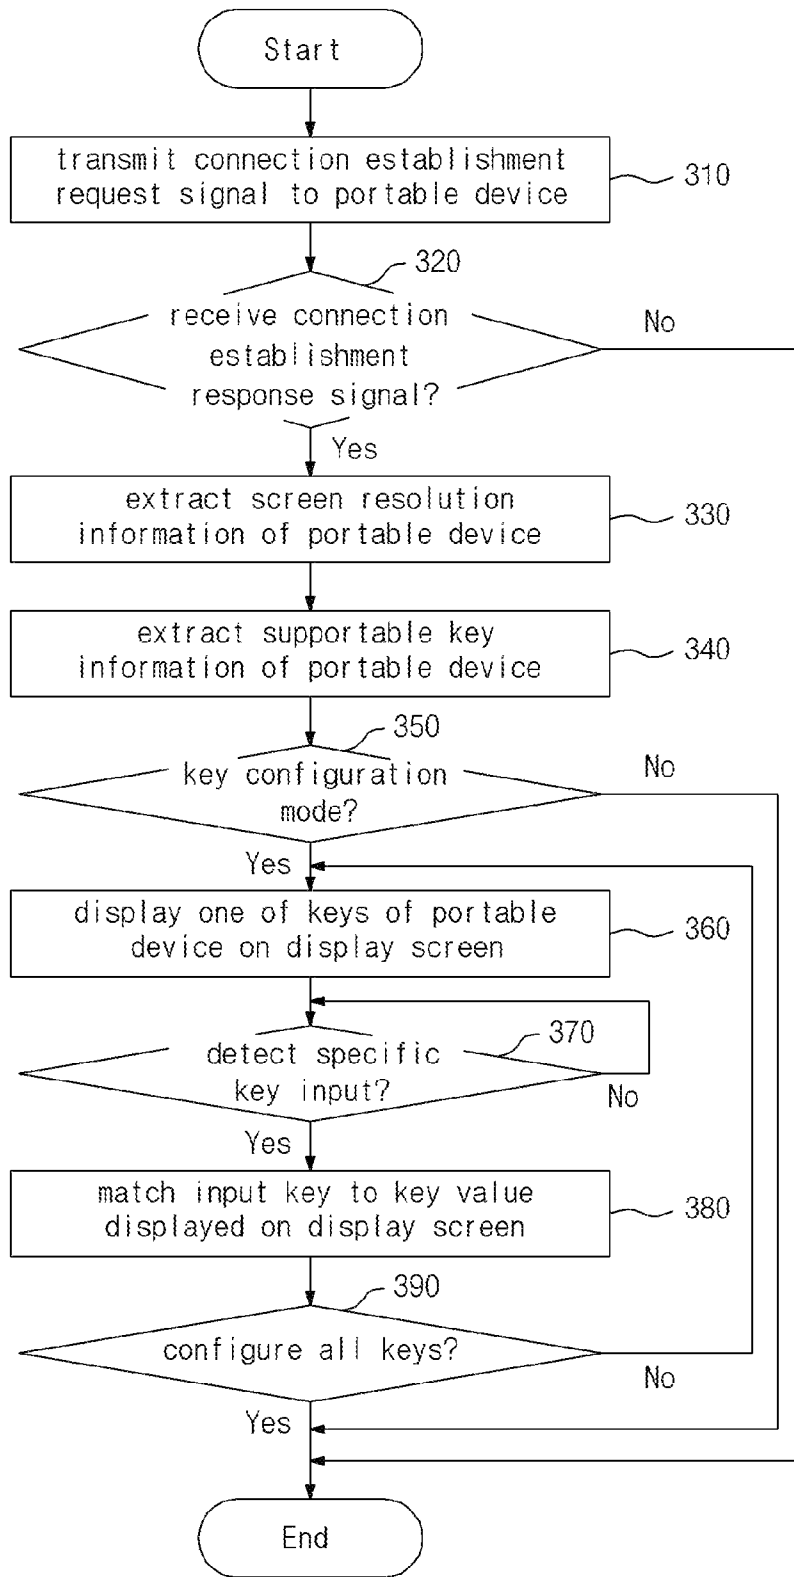 Start
transmit connection establishment
request signal to portable device
310
320
receive connection
establishment
response signal?
No
Yes
extract screen resolution
information of portable device
330
extract supportable key
information of portable device
340
350
key configuration
mode?
No
Yes
display one of keys of portable
device on display screen
360
370
detect specific
key input?
No
Yes
match input key to key value
displayed on display screen
380
390
configure all keys?
No
Yes
End